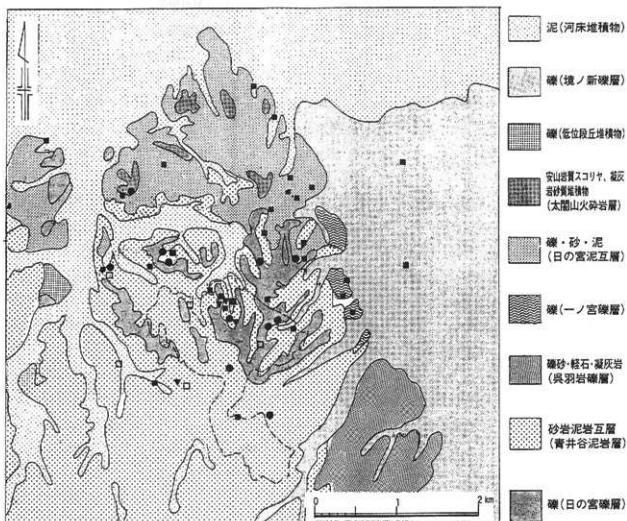 泥(河床堆積物)
礫(境ノ新礫層)
礫(低位段丘堆積物)
安山岩質スコリヤ、凝灰
岩砂質堆積物
(太閤山火砕岩層)
礫・砂・泥
(日の宮泥互層)
礫(一ノ宮礫層)
礫砂・軽石・凝灰岩
(呉羽岩礫層)
砂岩泥岩互層
(青井谷泥岩層)
礫(日の宮礫層)
0 1 2 km